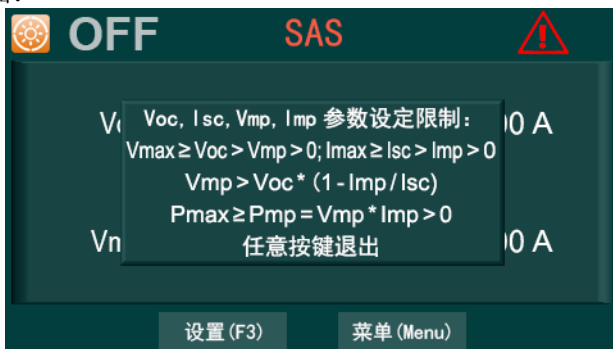 OFF SAS
Voc, Isc, Vmp, Imp 参数设定限制:
Vmax≥Voc>Vmp>0; Imax≥Isc>Imp>0
Vmp>Voc*(1-Imp/Isc)
Pmax≥Pmp=Vmp*Imp>0
任意按键退出
设置(F3) 菜单(Menu)